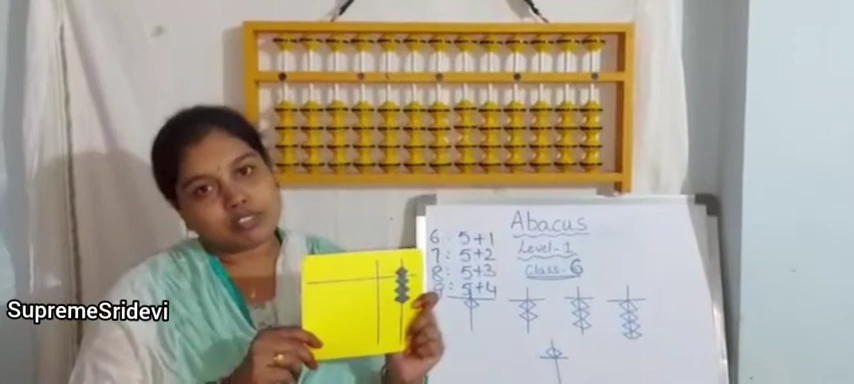 Abacus
Level-1
Class-6
6: 5+1
7: 5+2
8: 5+3
9: 5+4
SupremeSridevi